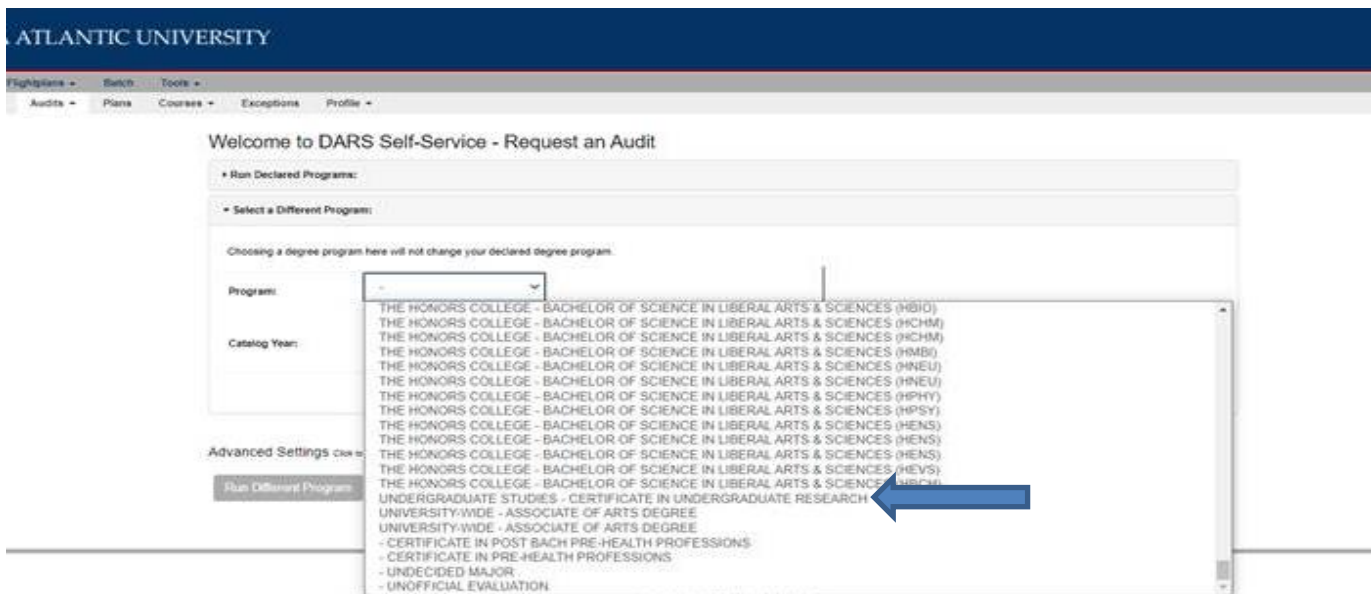 ATLANTIC UNIVERSITY
Flightplans Batch Tools
Audits Plans Courses Exceptions Profile
Welcome to DARS Self-Service - Request an Audit
Run Declared Programs:
Select a Different Program:
Choosing a degree program here will not change your declared degree program.
Program: -
THE HONORS COLLEGE - BACHELOR OF SCIENCE IN LIBERAL ARTS & SCIENCES (HBIO)
THE HONORS COLLEGE - BACHELOR OF SCIENCE IN LIBERAL ARTS & SCIENCES (HCHM)
THE HONORS COLLEGE - BACHELOR OF SCIENCE IN LIBERAL ARTS & SCIENCES (HCHM)
Catalog Year:
THE HONORS COLLEGE - BACHELOR OF SCIENCE IN LIBERAL ARTS & SCIENCES (HMBI)
THE HONORS COLLEGE - BACHELOR OF SCIENCE IN LIBERAL ARTS & SCIENCES (HNEU)
THE HONORS COLLEGE - BACHELOR OF SCIENCE IN LIBERAL ARTS & SCIENCES (HNEU)
THE HONORS COLLEGE - BACHELOR OF SCIENCE IN LIBERAL ARTS & SCIENCES (HPHY)
THE HONORS COLLEGE - BACHELOR OF SCIENCE IN LIBERAL ARTS & SCIENCES (HPSY)
THE HONORS COLLEGE - BACHELOR OF SCIENCE IN LIBERAL ARTS & SCIENCES (HENS)
THE HONORS COLLEGE - BACHELOR OF SCIENCE IN LIBERAL ARTS & SCIENCES (HENS)
THE HONORS COLLEGE - BACHELOR OF SCIENCE IN LIBERAL ARTS & SCIENCES (HENS)
THE HONORS COLLEGE - BACHELOR OF SCIENCE IN LIBERAL ARTS & SCIENCES (HEVS)
THE HONORS COLLEGE - BACHELOR OF SCIENCE IN LIBERAL ARTS & SCIENCES (HBCM)
UNDERGRADUATE STUDIES - CERTIFICATE IN UNDERGRADUATE RESEARCH
UNIVERSITY-WIDE - ASSOCIATE OF ARTS DEGREE
UNIVERSITY-WIDE - ASSOCIATE OF ARTS DEGREE
- CERTIFICATE IN POST BACH PRE-HEALTH PROFESSIONS
- CERTIFICATE IN PRE-HEALTH PROFESSIONS
- UNDECIDED MAJOR
- UNOFFICIAL EVALUATION
Advanced Settings Click
Run Different Program